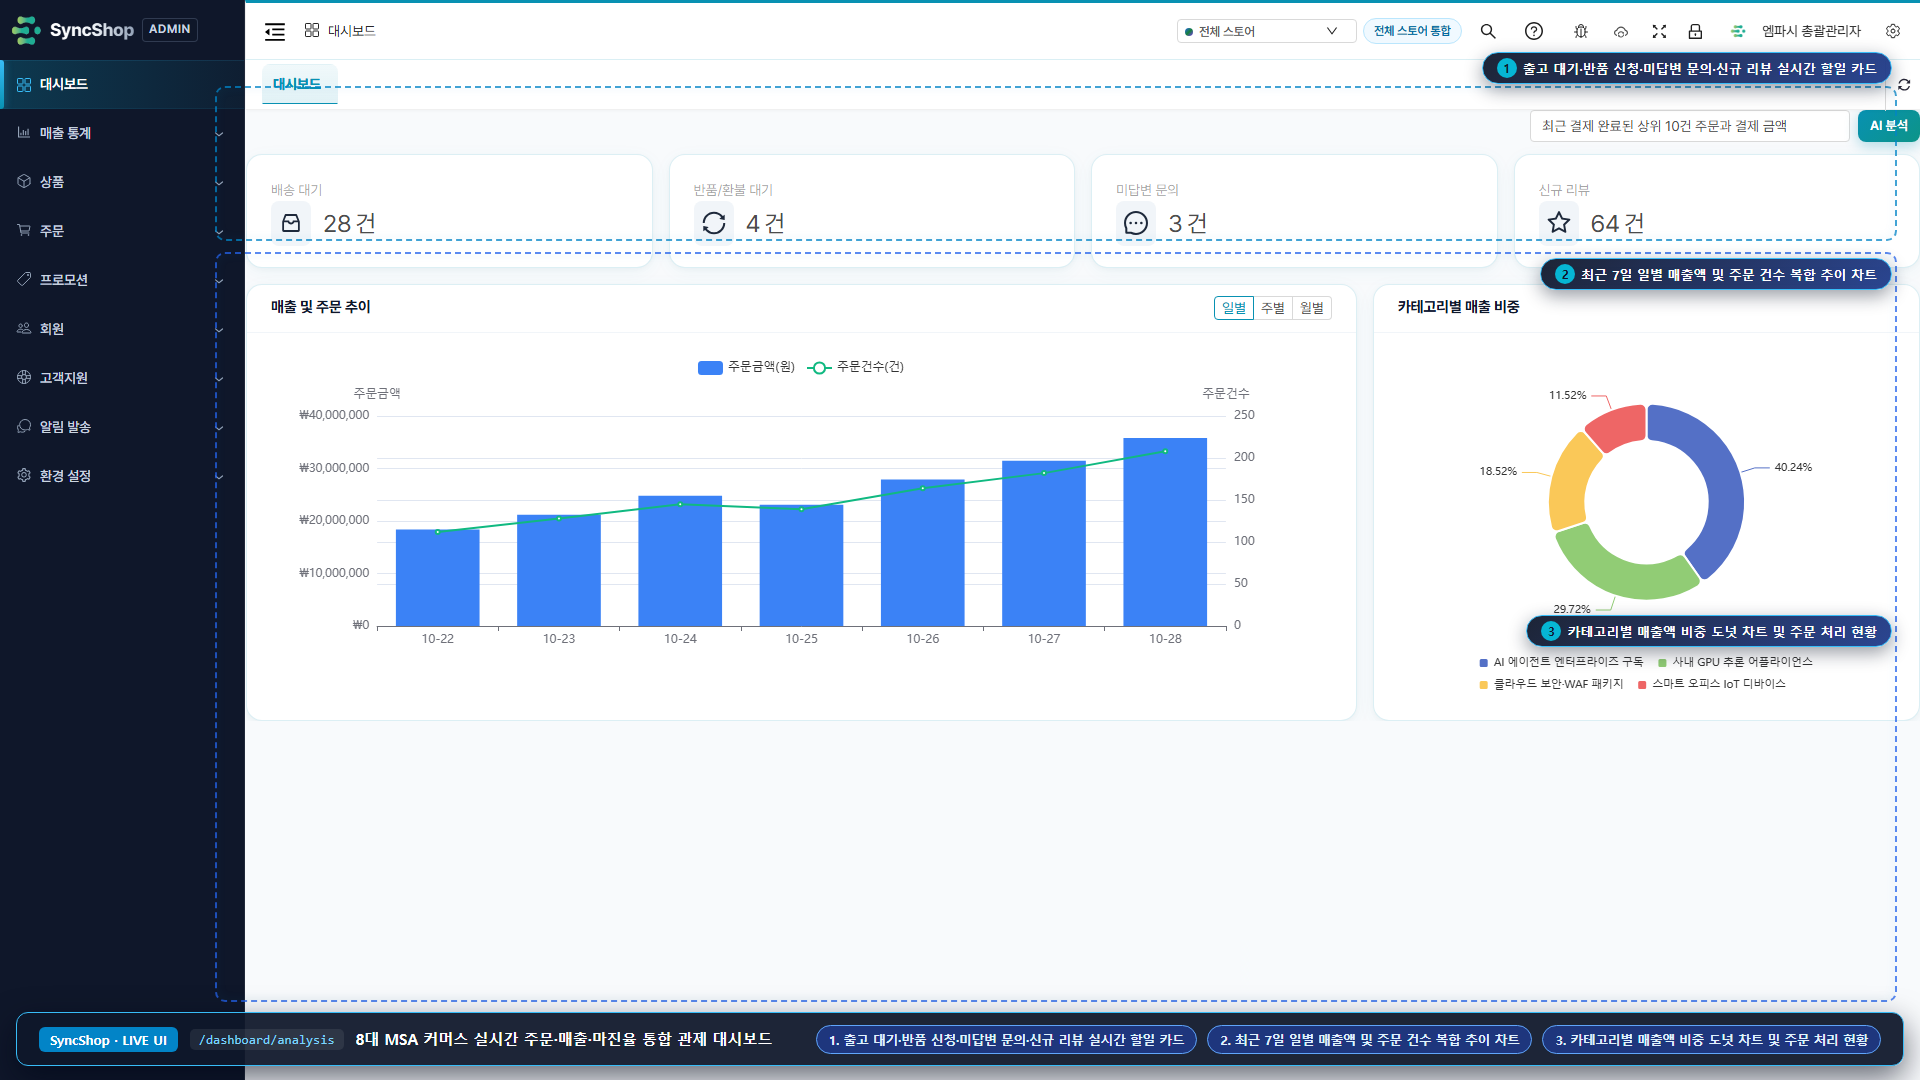 SyncShop ADMIN
대시보드
전체 스토어
전체 스토어 통합
엠파시 총괄관리자
1 출고 대기·반품 신청·미답변 문의·신규 리뷰 실시간 할일 카드
대시보드
매출 통계
상품
주문
프로모션
회원
고객지원
알림 발송
환경 설정
대시보드
최근 결제 완료된 상위 10건 주문과 결제 금액
AI 분석
배송 대기
28 건
반품/환불 대기
4 건
미답변 문의
3 건
신규 리뷰
64 건
2 최근 7일 일별 매출액 및 주문 건수 복합 추이 차트
매출 및 주문 추이
일별 주별 월별
주문금액(원) 주문건수(건)
주문금액
주문건수
₩40,000,000
₩30,000,000
₩20,000,000
₩10,000,000
₩0
250
200
150
100
50
0
10-22 10-23 10-24 10-25 10-26 10-27 10-28
카테고리별 매출 비중
11.52%
18.52%
40.24%
29.72%
3 카테고리별 매출액 비중 도넛 차트 및 주문 처리 현황
AI 에이전트 엔터프라이즈 구독 사내 GPU 추론 어플라이언스
클라우드 보안·WAF 패키지 스마트 오피스 IoT 디바이스
SyncShop · LIVE UI /dashboard/analysis 8대 MSA 커머스 실시간 주문·매출·마진율 통합 관제 대시보드
1. 출고 대기·반품 신청·미답변 문의·신규 리뷰 실시간 할일 카드
2. 최근 7일 일별 매출액 및 주문 건수 복합 추이 차트
3. 카테고리별 매출액 비중 도넛 차트 및 주문 처리 현황